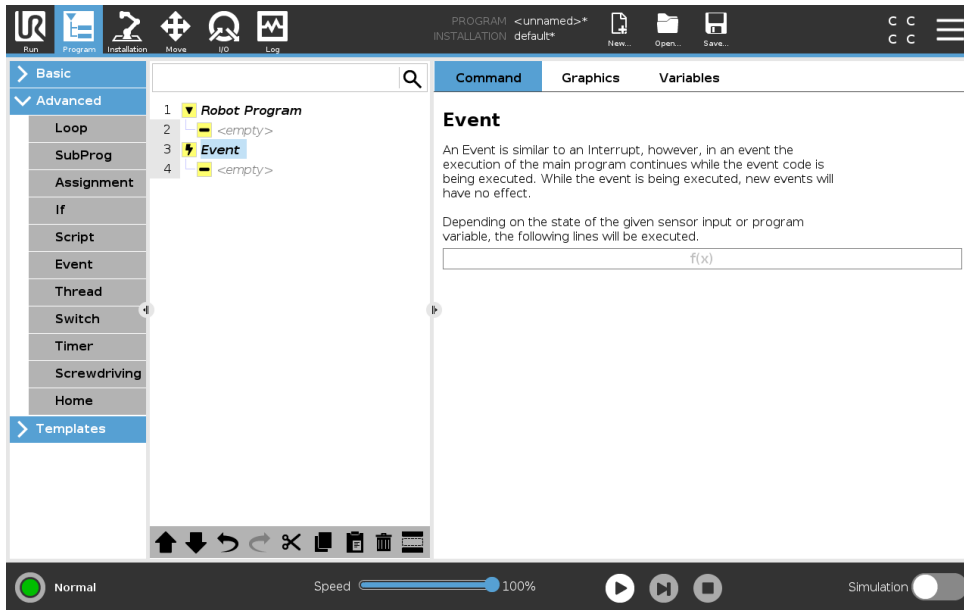 UR
PROGRAM <unnamed>*
INSTALLATION default*
Run
Program
Installation
Move
I/O
Log
New...
Open...
Save...
C C
C C
Basic
Advanced
Loop
SubProg
Assignment
If
Script
Event
Thread
Switch
Timer
Screwdriving
Home
Templates
1 Robot Program
2 <empty>
3 Event
4 <empty>
Command Graphics Variables
Event
An Event is similar to an Interrupt, however, in an event the
execution of the main program continues while the event code is
being executed. While the event is being executed, new events will
have no effect.
Depending on the state of the given sensor input or program
variable, the following lines will be executed.
f(x)
Normal
Speed
100%
Simulation